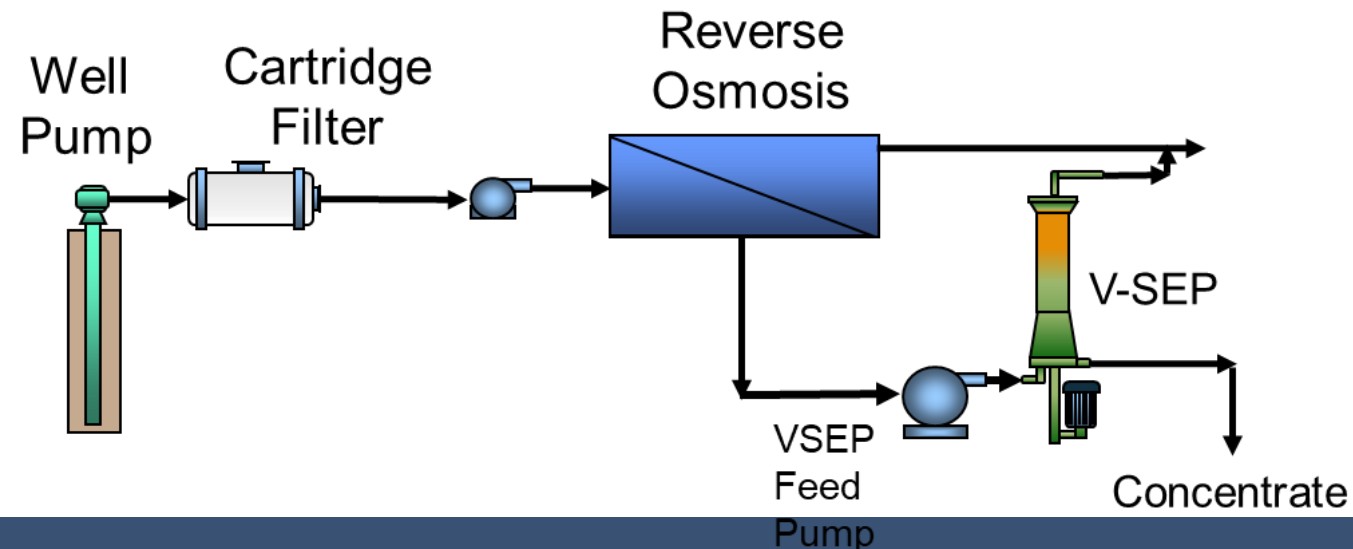 Well
Pump
Cartridge
Filter
Reverse
Osmosis
V-SEP
VSEP
Feed
Pump
Concentrate